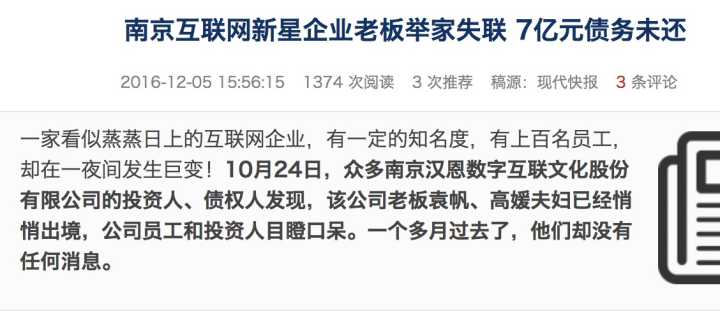 南京互联网新星企业老板举家失联 7亿元债务未还
2016-12-05 15:56:15 1374 次阅读 3 次推荐 稿源：现代快报 3 条评论
一家看似蒸蒸日上的互联网企业，有一定的知名度，有上百名员工，
却在一夜间发生巨变！10月24日，众多南京汉恩数字互联文化股份
有限公司的投资人、债权人发现，该公司老板袁帆、高媛夫妇已经悄
悄出境，公司员工和投资人目瞪口呆。一个多月过去了，他们却没有
任何消息。